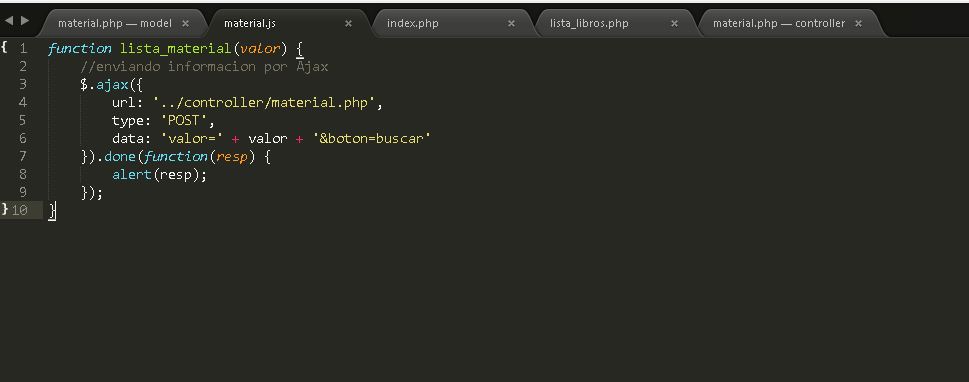 material.php — model × material.js × index.php × lista_libros.php × material.php — controller ×
{ 1 function lista_material(valor) {
2 //enviando informacion por Ajax
3 $.ajax({
4 url: '../controller/material.php',
5 type: 'POST',
6 data: 'valor=' + valor + '&boton=buscar'
7 }).done(function(resp) {
8 alert(resp);
9 });
} 10 }